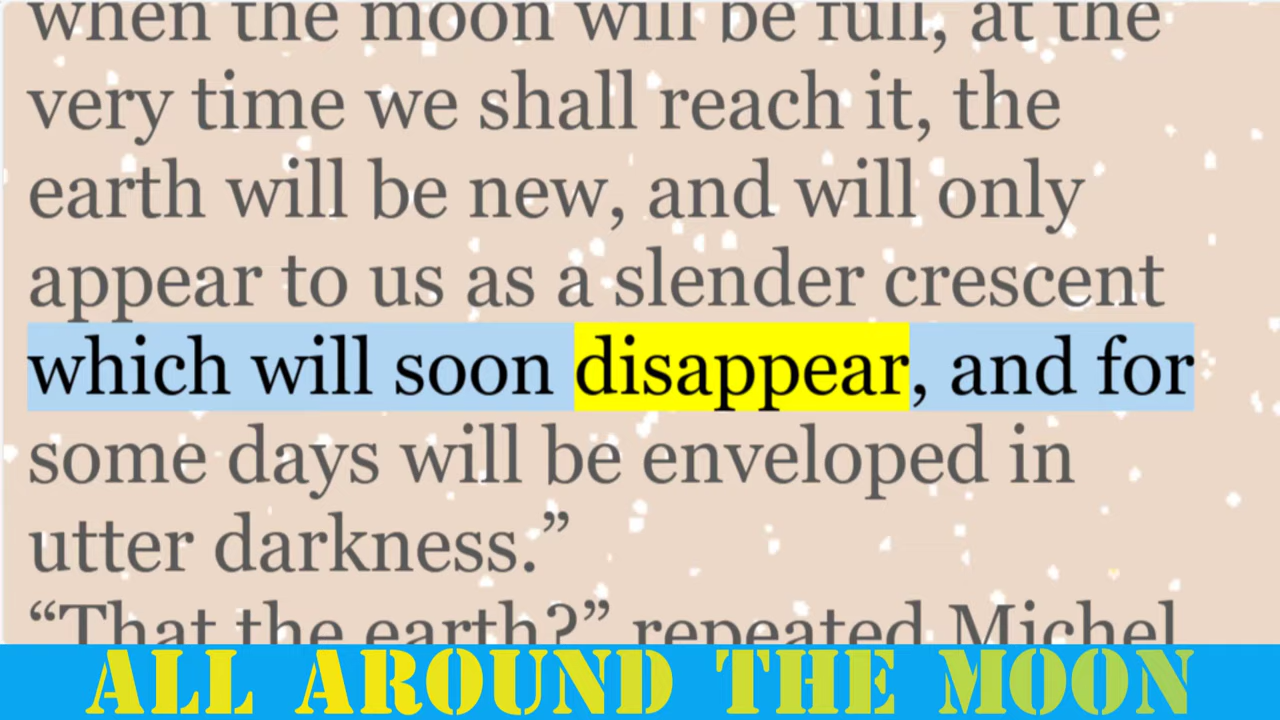 when the moon will be full, at the
very time we shall reach it, the
earth will be new, and will only
appear to us as a slender crescent
which will soon disappear, and for
some days will be enveloped in
utter darkness.”
“That the earth?” repeated Michel
ALL AROUND THE MOON